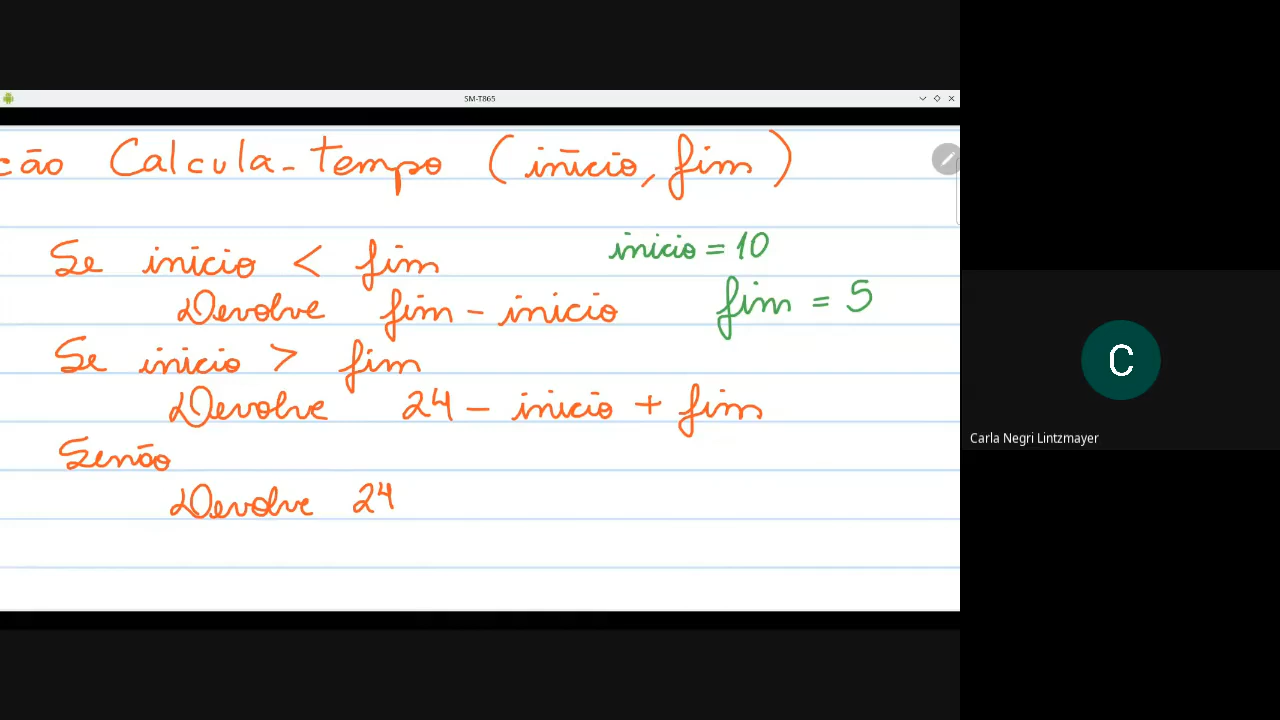 SM-T865
ção Calcula-tempo (início, fim)
Se inicio < fim
inicio = 10
Devolve fim - inicio
fim = 5
Se inicio > fim
Devolve 24 - inicio + fim
Senão
Devolve 24
C
Carla Negri Lintzmayer